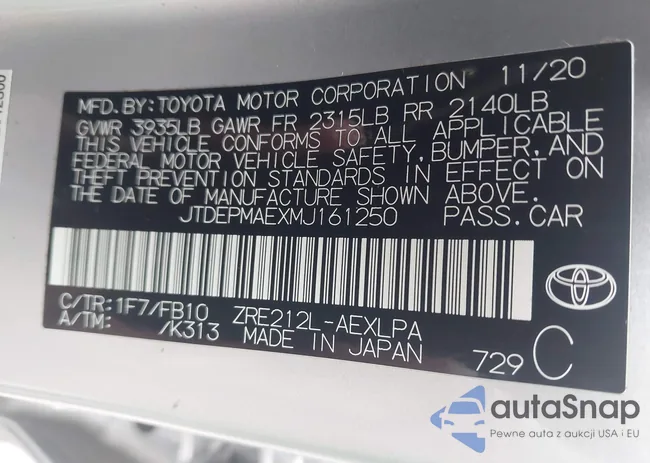 MFD.BY:TOYOTA MOTOR CORPORATION 11/20
GVWR 3935LB GAWR FR 2315LB RR 2140LB
THIS VEHICLE CONFORMS TO ALL APPLICABLE
FEDERAL MOTOR VEHICLE SAFETY,BUMPER,AND
THEFT PREVENTION STANDARDS IN EFFECT ON
THE DATE OF MANUFACTURE SHOWN ABOVE.
JTDEPMAEXMJ161250 PASS.CAR
C/TR:1F7/FB10 ZRE212L-AEXLPA
A/TM: /K313 MADE IN JAPAN 729 C
TOYOTA
autaSnap
Pewne auta z aukcji USA i EU